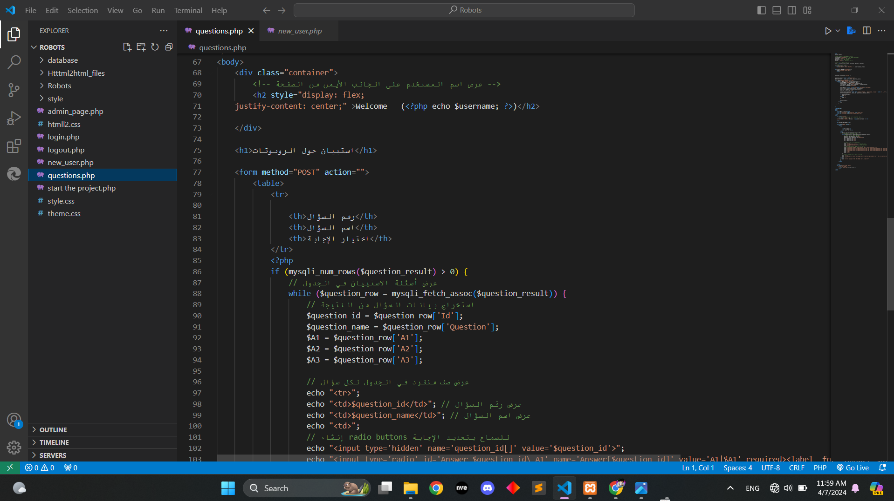 File Edit Selection View Go Run Terminal Help
Robots
EXPLORER
ROBOTS
database
Htttml2html_files
Robots
style
admin_page.php
htmll2.css
login.php
logout.php
new_user.php
questions.php
start the project.php
style.css
theme.css
OUTLINE
TIMELINE
SERVERS
questions.php
new_user.php
questions.php
67 <body>
68 <div class="container">
69 <!-- عرض اسم المستخدم على الجانب الأيمن من الصفحة -->
70 <h2 style="display: flex;
71 justify-content: center;" >Welcome (<?php echo $username; ?>)</h2>
72
73 </div>
74
75 <h1>استبيان حول الروبوتات</h1>
76
77 <form method="POST" action="">
78 <table>
79 <tr>
80
81 <th>رقم السؤال</th>
82 <th>اسم السؤال</th>
83 <th>اختيار الإجابة</th>
84 </tr>
85 <?php
86 if (mysqli_num_rows($question_result) > 0) {
87 // عرض أسئلة الاستبيان في الجدول
88 while ($question_row = mysqli_fetch_assoc($question_result)) {
89 // استخراج بيانات السؤال من النتيجة
90 $question_id = $question_row['Id'];
91 $question_name = $question_row['Question'];
92 $A1 = $question_row['A1'];
93 $A2 = $question_row['A2'];
94 $A3 = $question_row['A3'];
95
96 // عرض صف منفرد في الجدول لكل سؤال
97 echo "<tr>";
98 echo "<td>$question_id</td>"; // عرض رقم السؤال
99 echo "<td>$question_name</td>"; // عرض اسم السؤال
100 echo "<td>";
101 // إنشاء radio buttons للسماح بتحديد الإجابة
102 echo "<input type='hidden' name='question_id[]' value='$question_id'>";
103 echo "<input type='radio' id='Answer_$question_id\_A1' name='Answer[$question_id]' value='A1|$A1' required><label
0 0 0
Ln 1, Col 1 Spaces: 4 UTF-8 CRLF PHP Go Live
1
Search
ENG
11:59 AM
4/7/2024